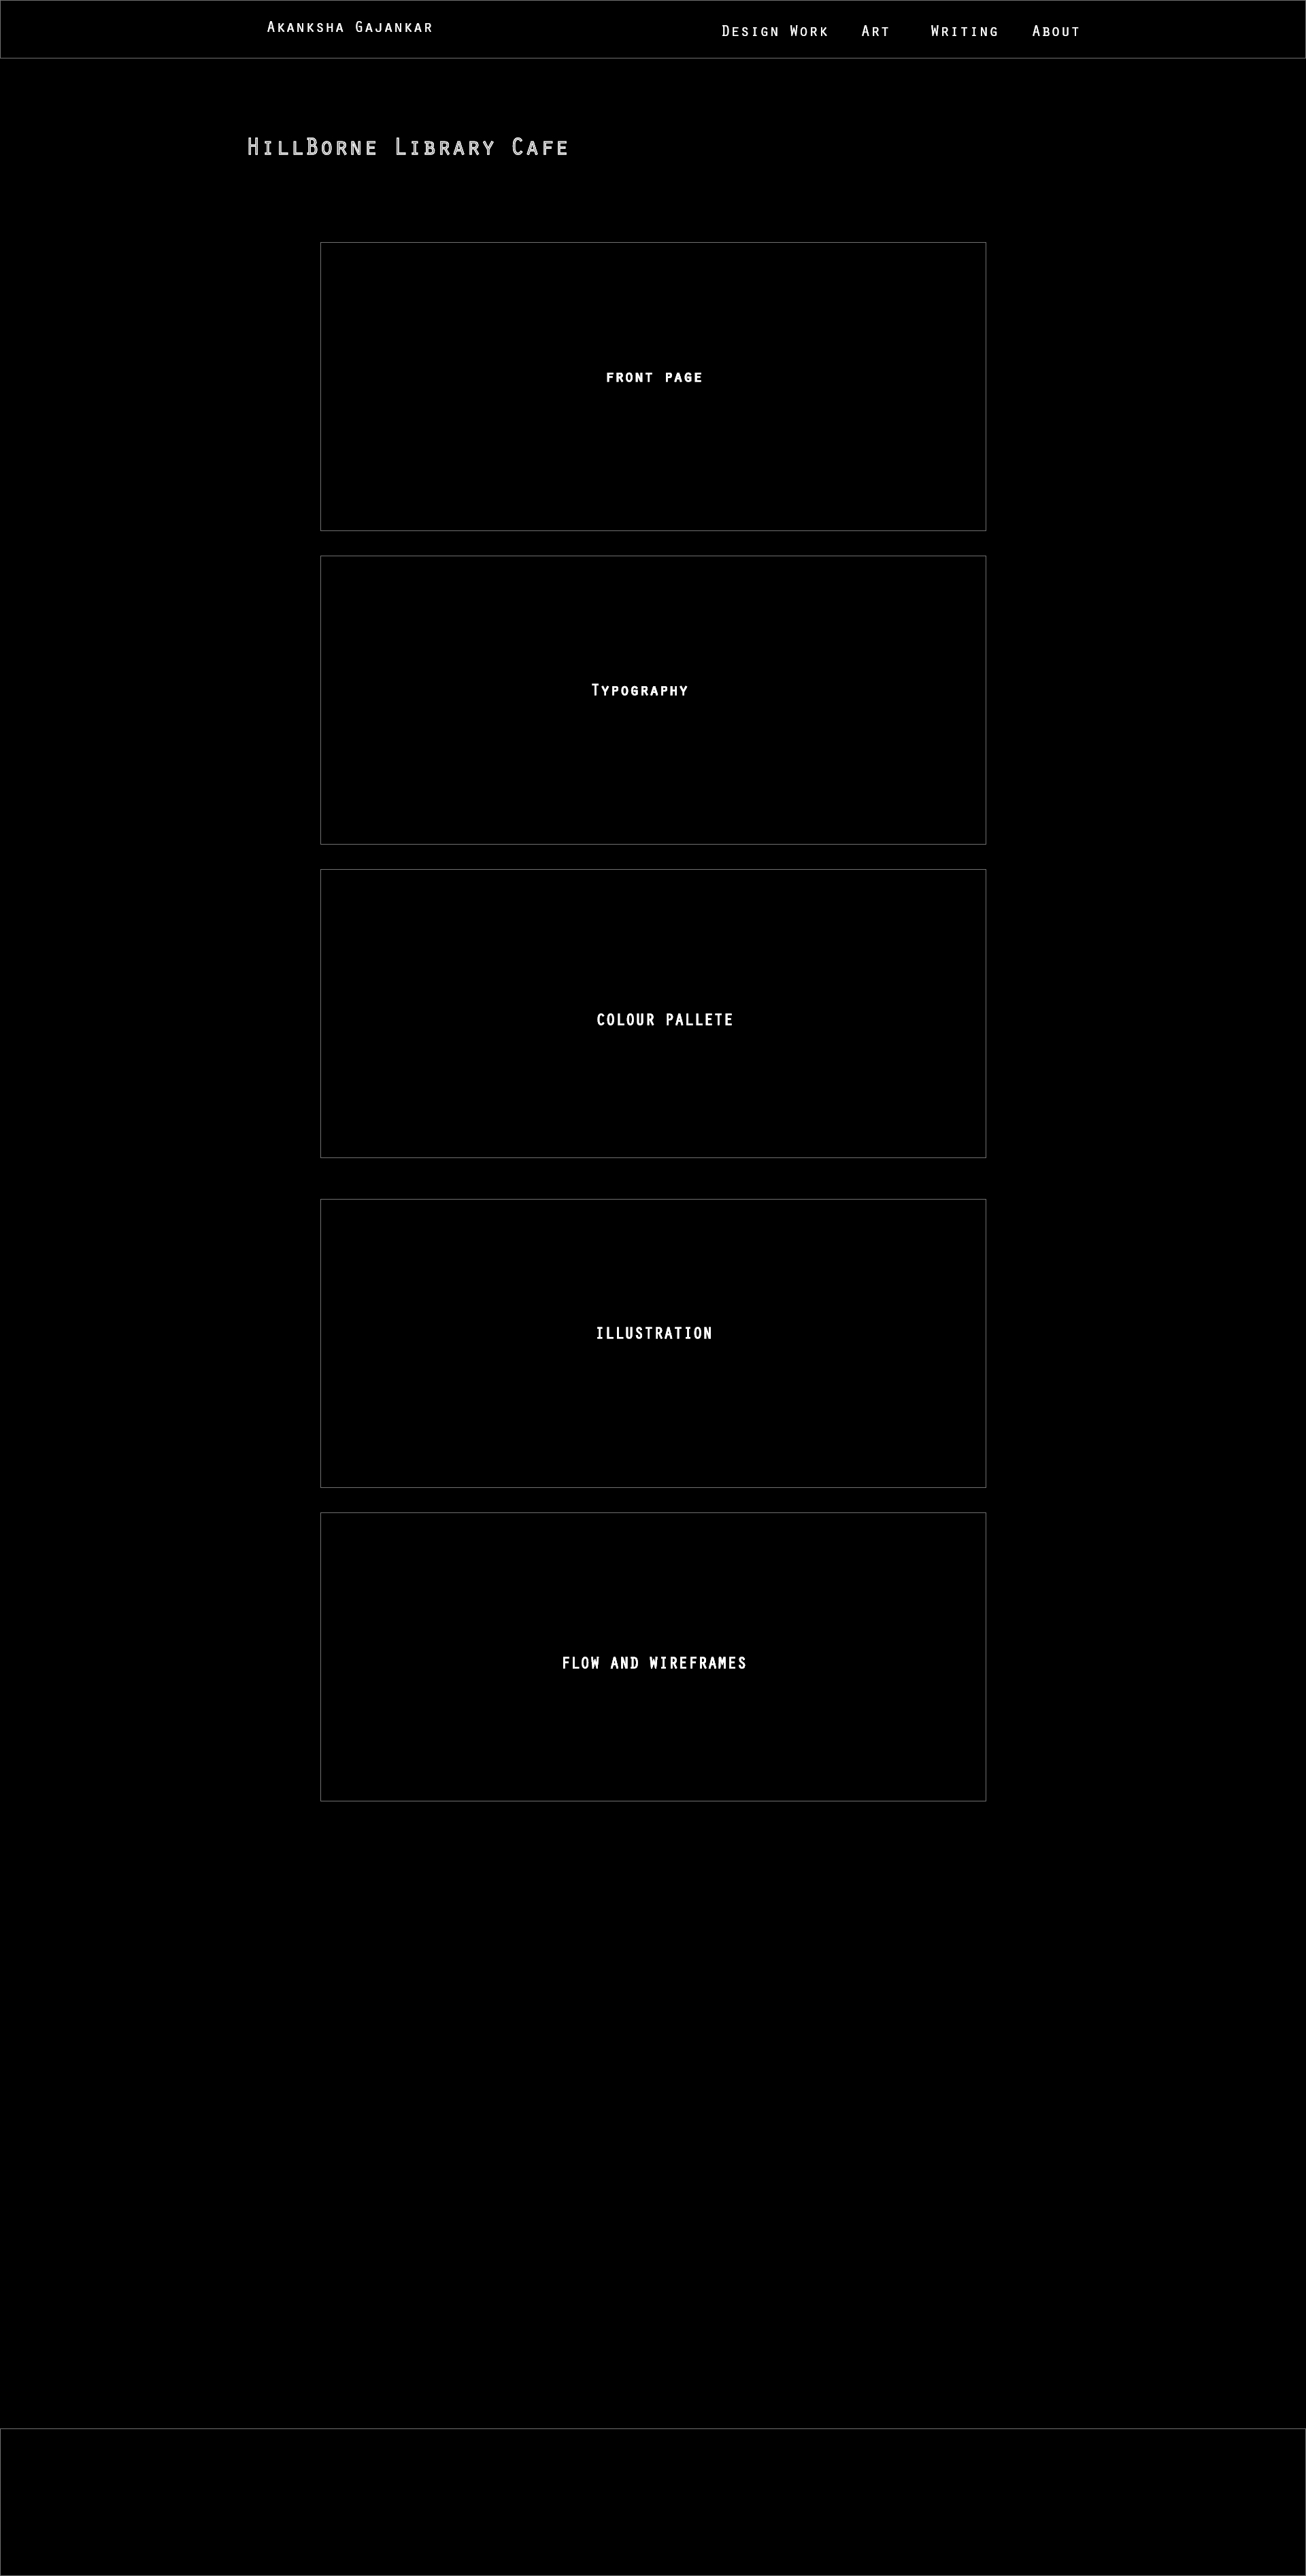 Akanksha Gajankar
Design Work Art Writing About
HillBorne Library Cafe
front page
Typography
COLOUR PALLETE
ILLUSTRATION
FLOW AND WIREFRAMES